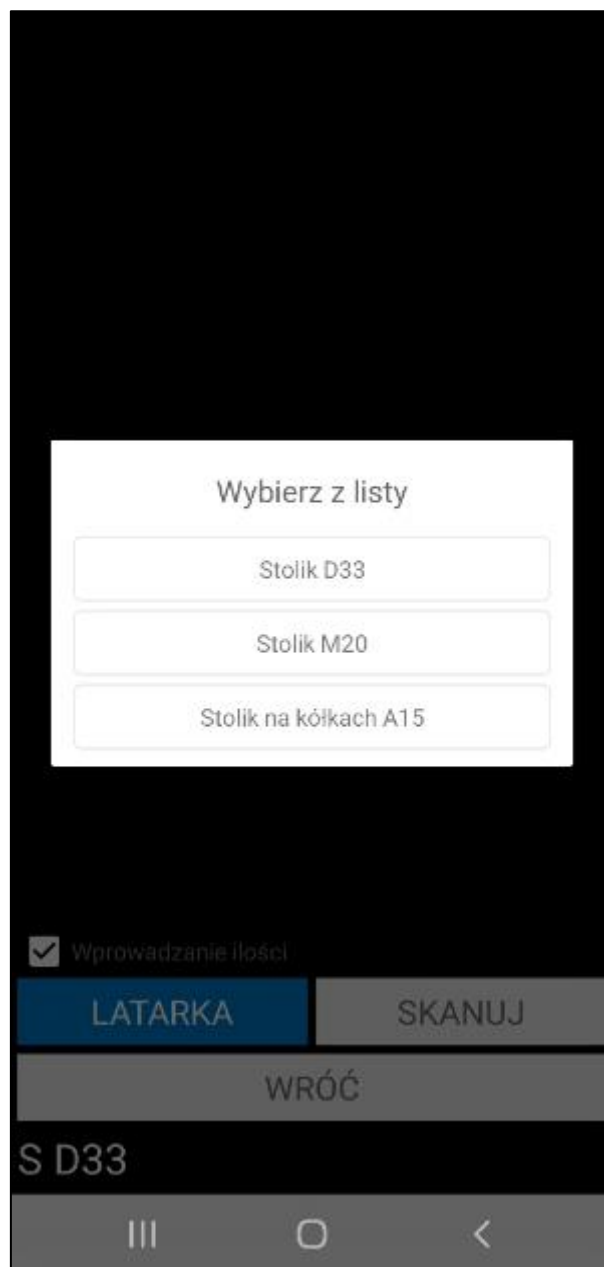 Wybierz z listy
Stolik D33
Stolik M20
Stolik na kółkach A15
Wprowadzanie ilości
LATARKA
SKANUJ
WRÓĆ
S D33